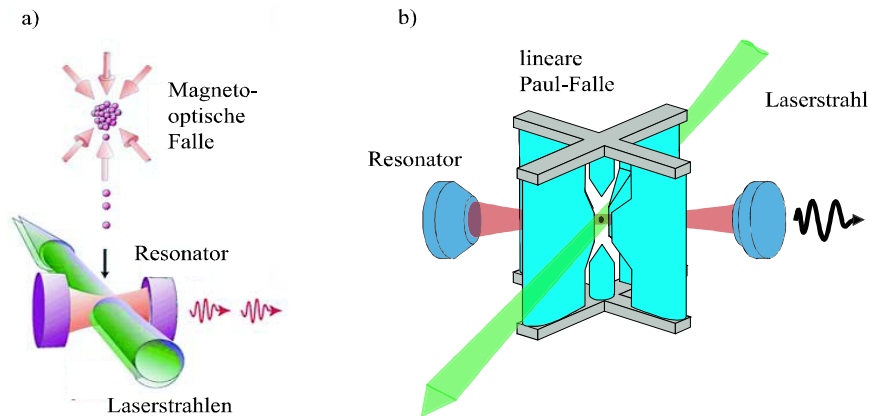 a)
Magneto-
optische
Falle
Resonator
Laserstrahlen
b)
lineare
Paul-Falle
Laserstrahl
Resonator